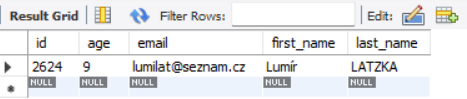 Result Grid Filter Rows: Edit:
id age email first_name last_name
2624 9 lumilat@seznam.cz Lumír LATZKA
NULL NULL NULL NULL NULL